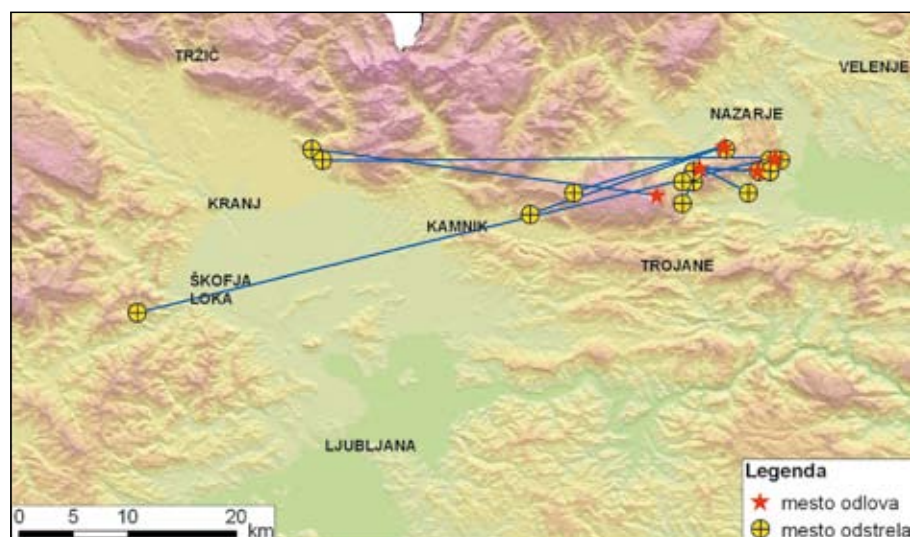 TRŽIČ
VELENJE
NAZARJE
KRANJ
KAMNIK
TROJANE
ŠKOFJA
LOKA
LJUBLJANA
Legenda
mesto odlova
mesto odstrela
0 5 10 20
km